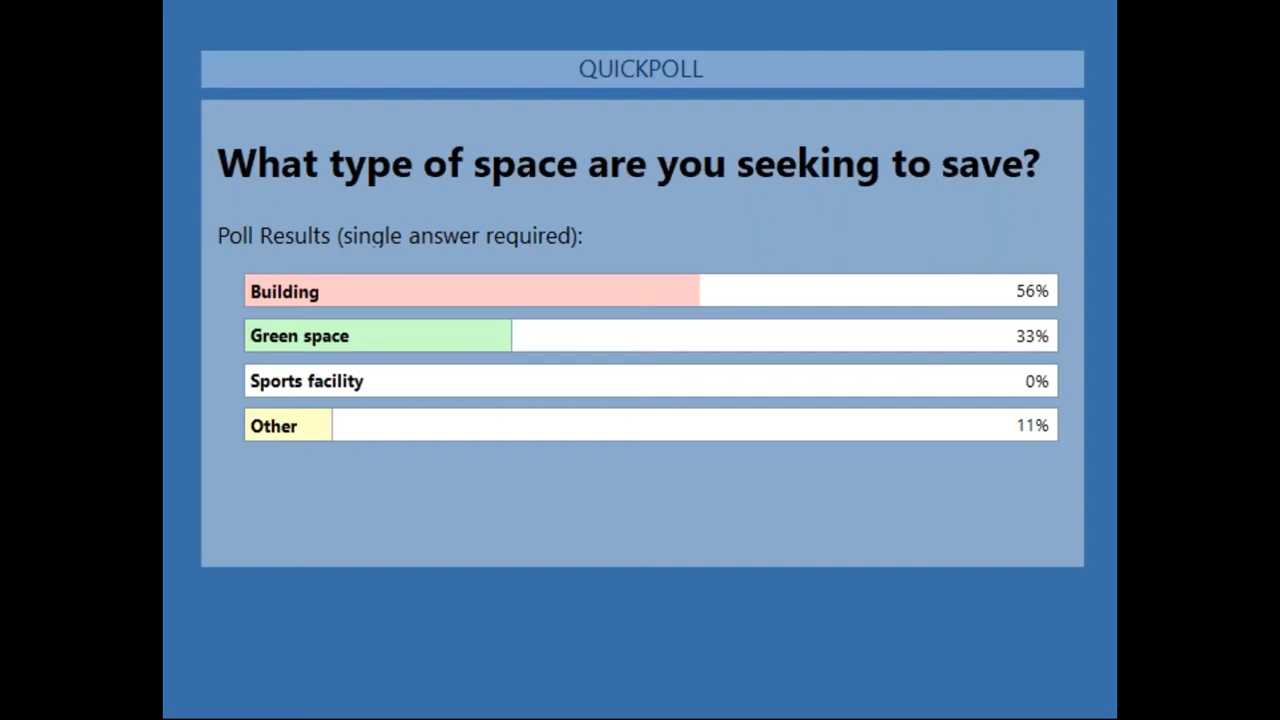 QUICKPOLL
What type of space are you seeking to save?
Poll Results (single answer required):
Building 56%
Green space 33%
Sports facility 0%
Other 11%